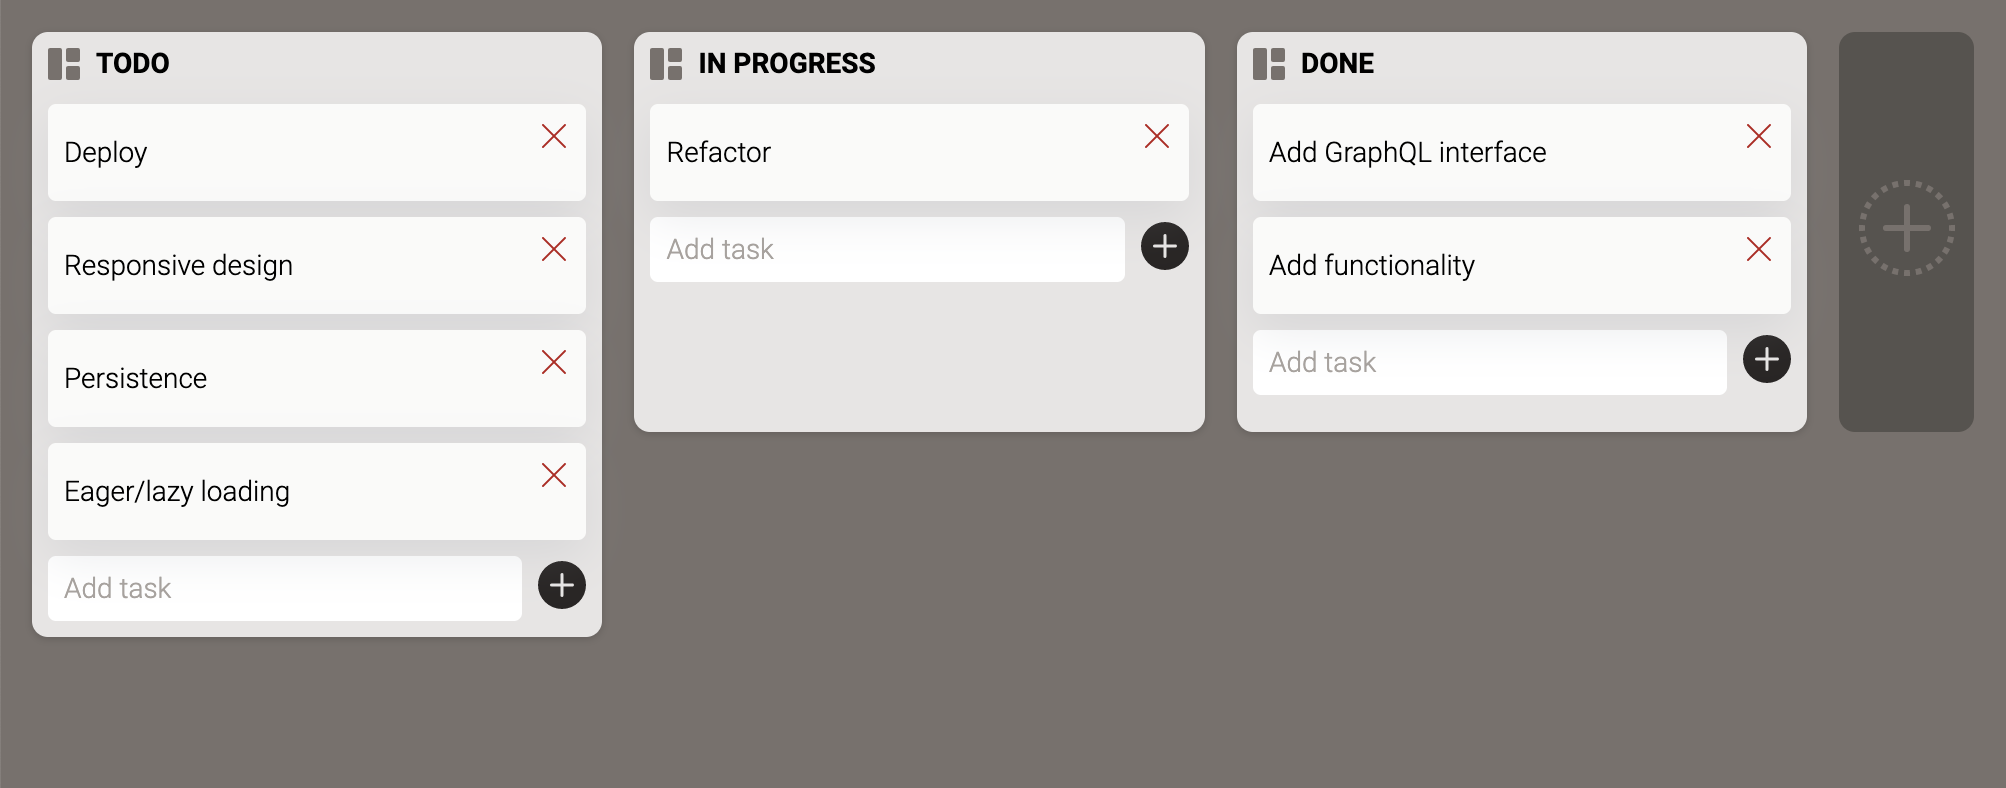 TODO
Deploy
Responsive design
Persistence
Eager/lazy loading
Add task
IN PROGRESS
Refactor
Add task
DONE
Add GraphQL interface
Add functionality
Add task